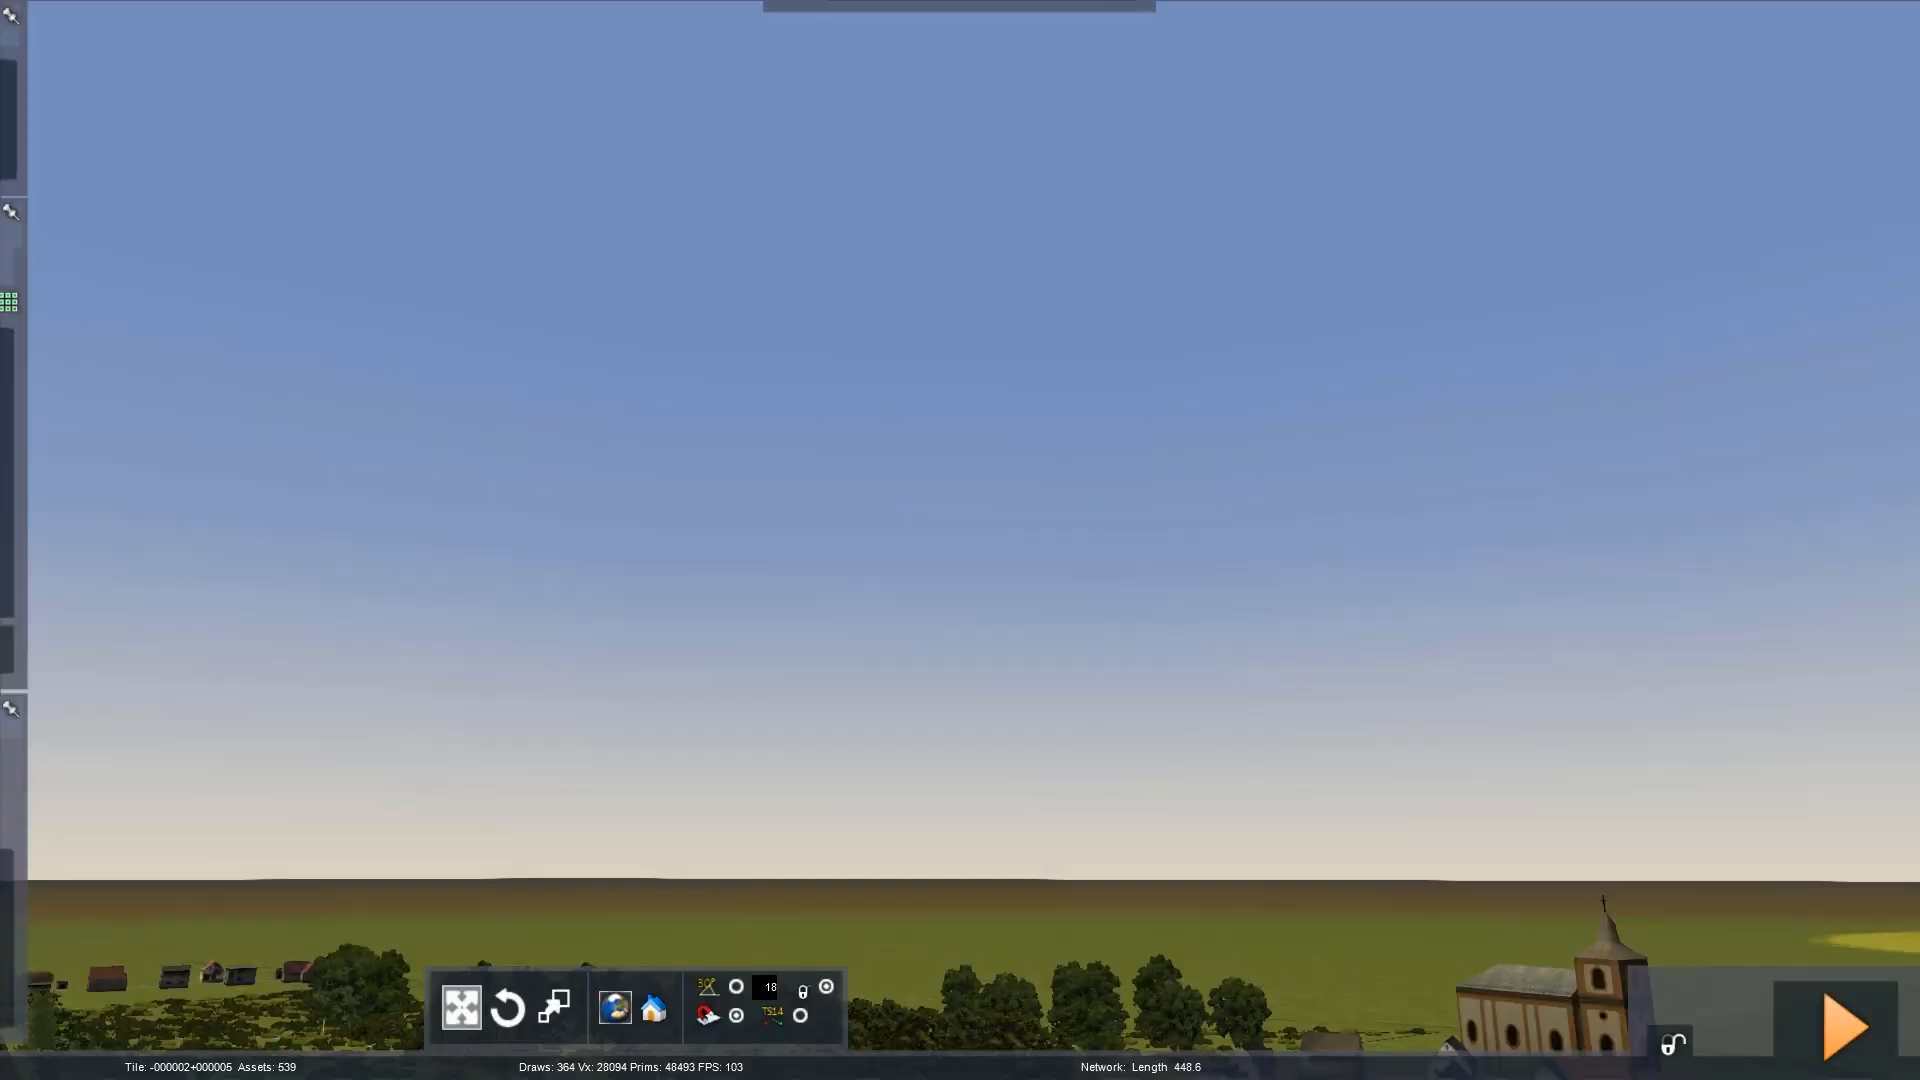 30°
18
TS14
Tile: -000002+000005 Assets: 539
Draws: 364 Vx: 28094 Prims: 48493 FPS: 103
Network: Length 448.6